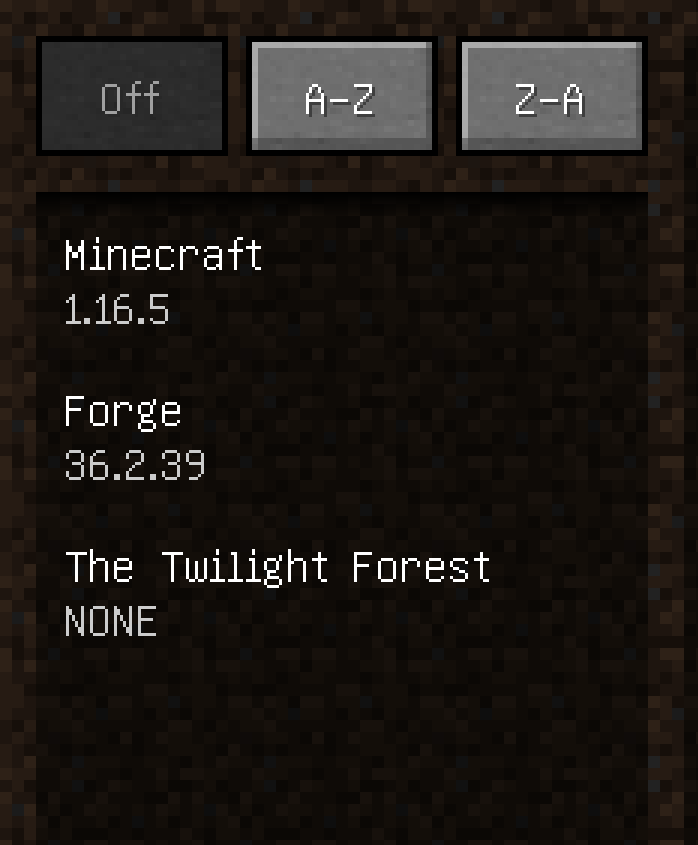 Off
A-Z
Z-A
Minecraft
1.16.5
Forge
36.2.39
The Twilight Forest
NONE